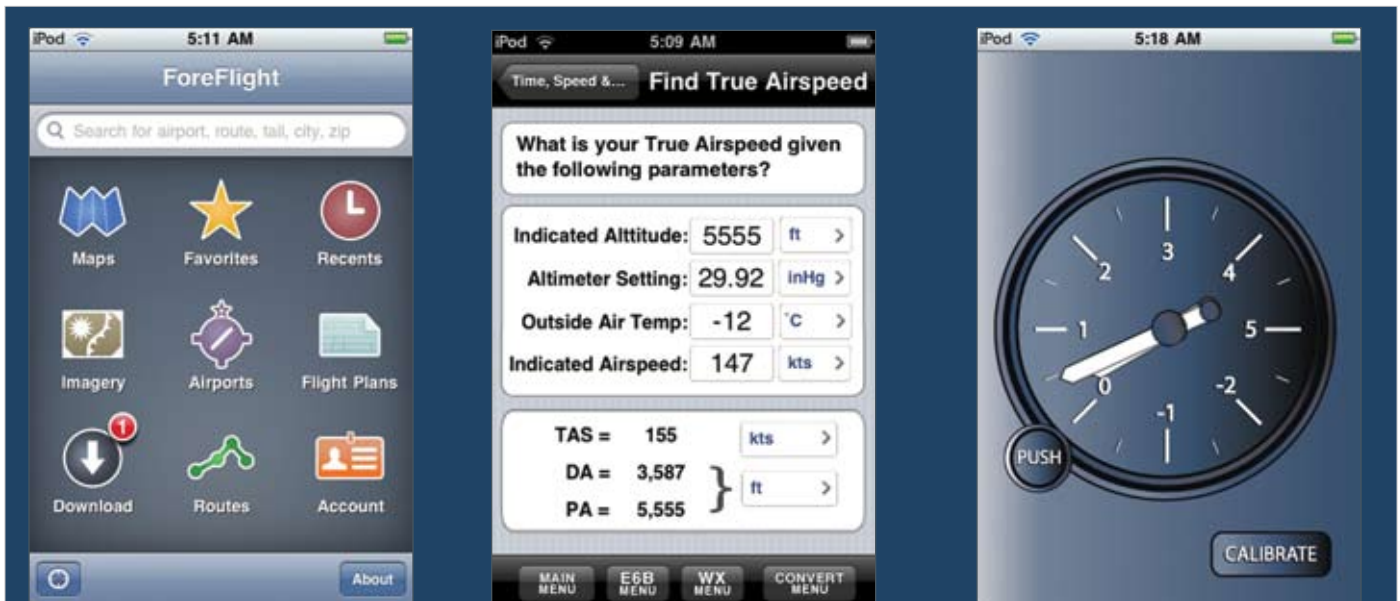 iPod 5:11 AM
ForeFlight
Search for airport, route, tail, city, zip
Maps Favorites Recents
Imagery Airports Flight Plans
1
Download Routes Account
About
iPod 5:09 AM
Time, Speed &... Find True Airspeed
What is your True Airspeed given
the following parameters?
Indicated Alttitude: 5555 ft >
Altimeter Setting: 29.92 inHg >
Outside Air Temp: -12 °C >
Indicated Airspeed: 147 kts >
TAS = 155 kts >
DA = 3,587
} ft >
PA = 5,555
MAIN MENU
E6B MENU
WX MENU
CONVERT MENU
iPod 5:18 AM
3
2 4
1 5
0 -2
-1
PUSH
CALIBRATE